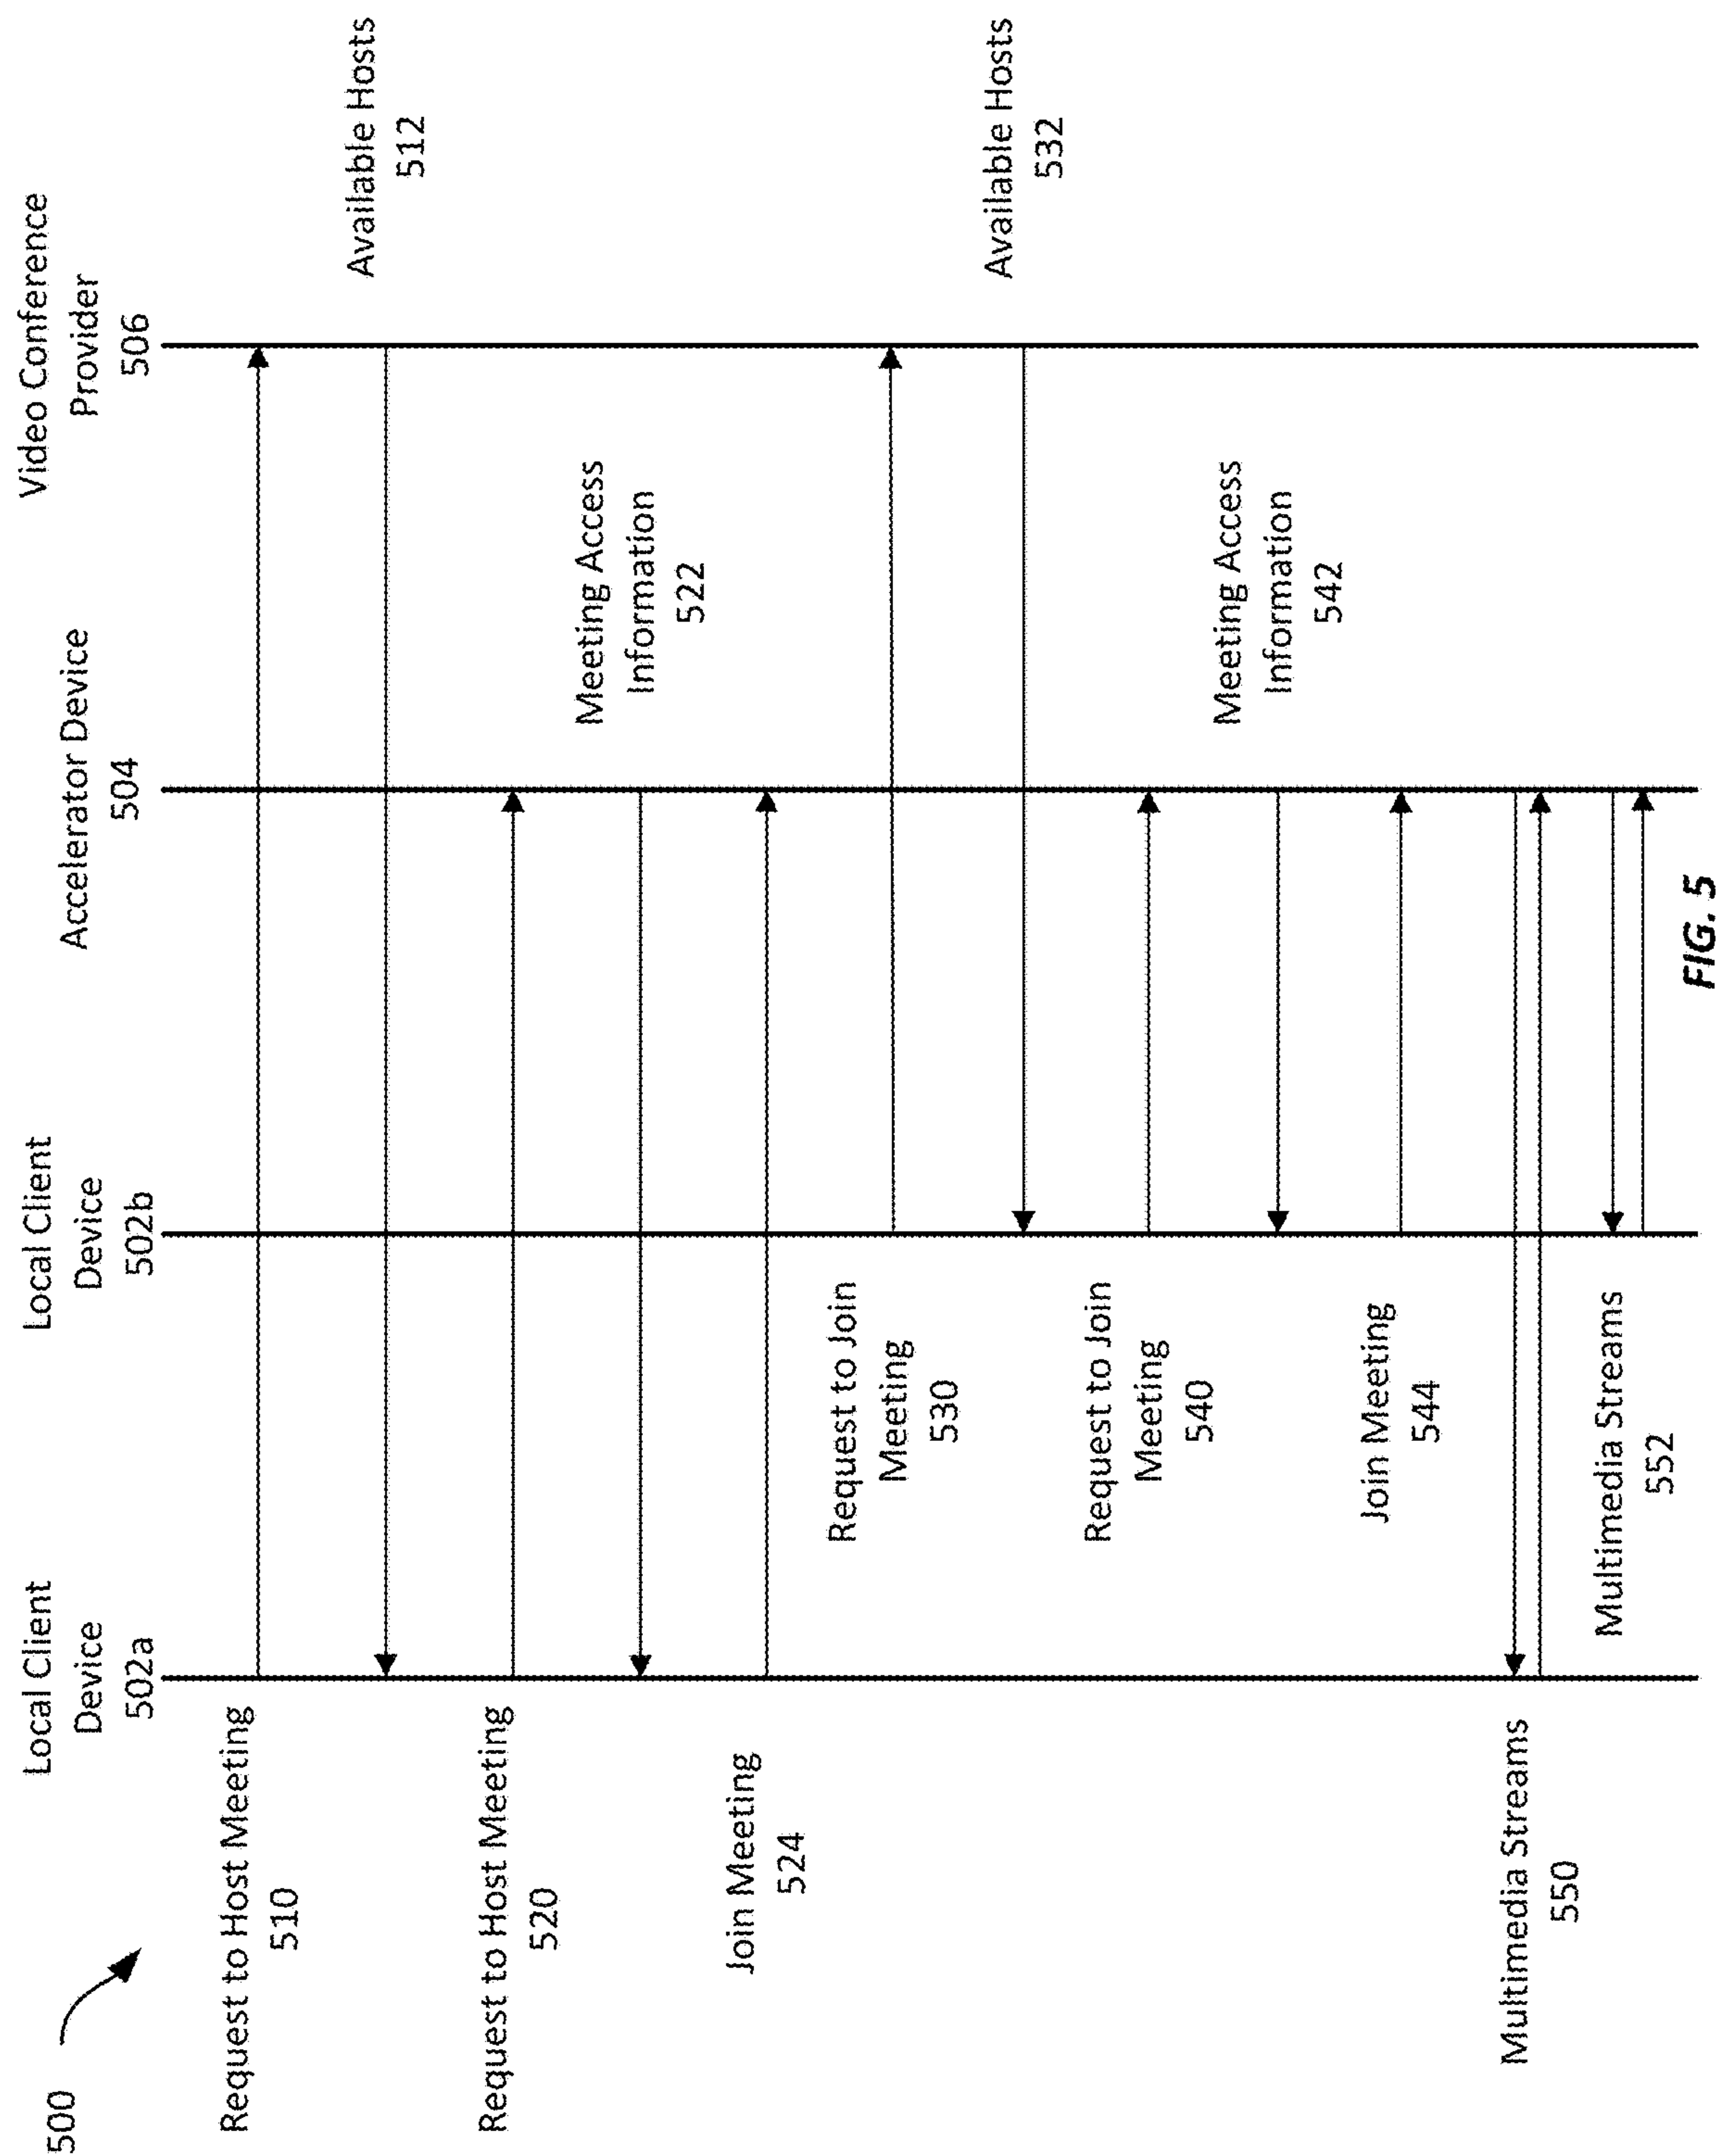 500
Local Client
Device
502a
Local Client
Device
502b
Accelerator Device
504
Video Conference
Provider
506
Request to Host Meeting
510
Available Hosts
512
Request to Host Meeting
520
Meeting Access
Information
522
Join Meeting
524
Request to Join
Meeting
530
Available Hosts
532
Request to Join
Meeting
540
Meeting Access
Information
542
Join Meeting
544
Multimedia Streams
550
Multimedia Streams
552
FIG. 5